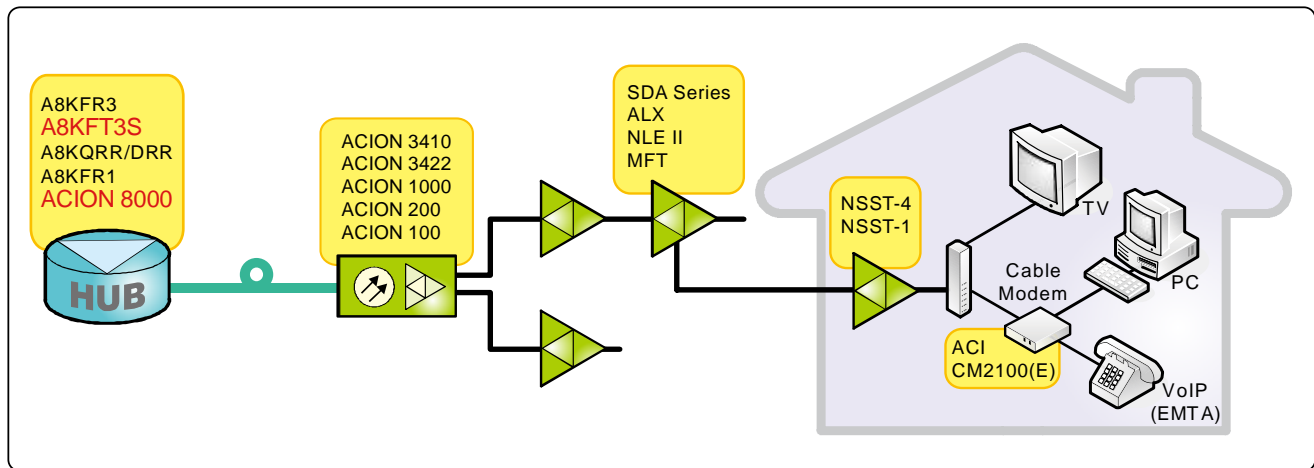 A8KFR3
A8KFT3S
A8KQRR/DRR
A8KFR1
ACION 8000
HUB
ACION 3410
ACION 3422
ACION 1000
ACION 200
ACION 100
SDA Series
ALX
NLE II
MFT
NSST-4
NSST-1
TV
PC
Cable
Modem
ACI
CM2100(E)
VoIP
(EMTA)